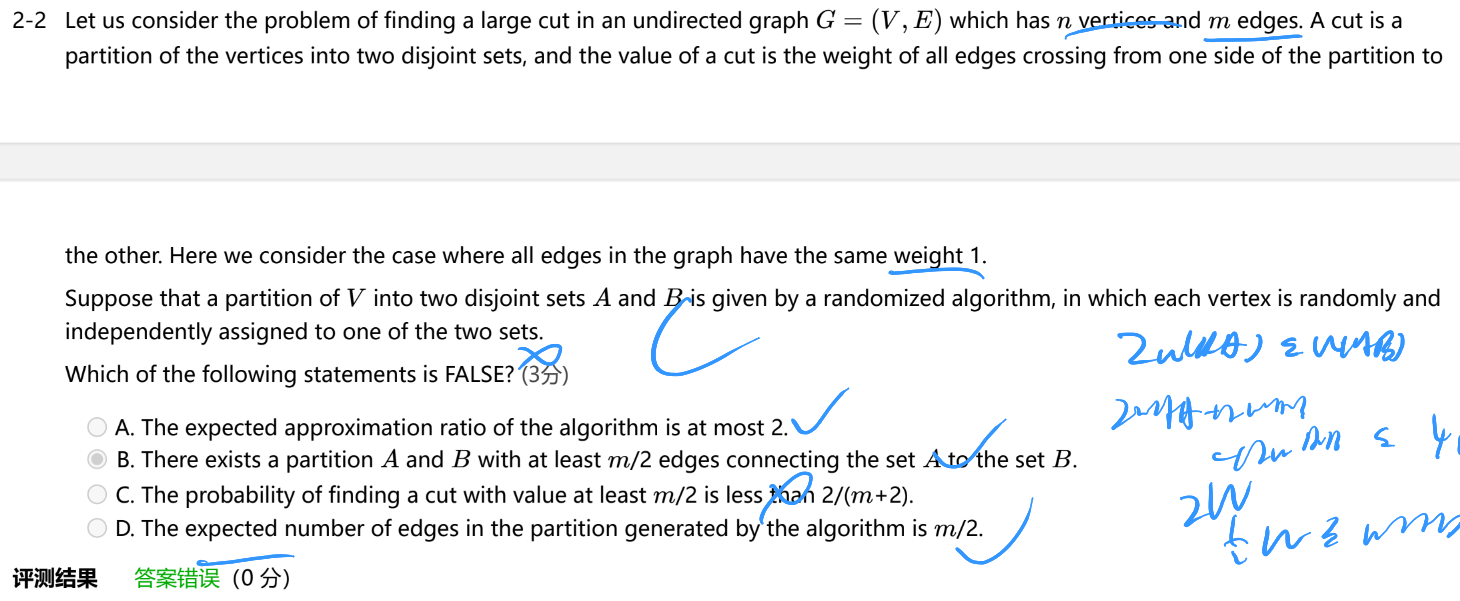 2-2 Let us consider the problem of finding a large cut in an undirected graph G = (V, E) which has n vertices and m edges. A cut is a
partition of the vertices into two disjoint sets, and the value of a cut is the weight of all edges crossing from one side of the partition to
the other. Here we consider the case where all edges in the graph have the same weight 1.
Suppose that a partition of V into two disjoint sets A and B is given by a randomized algorithm, in which each vertex is randomly and
independently assigned to one of the two sets.
Which of the following statements is FALSE? (3分)
A. The expected approximation ratio of the algorithm is at most 2.
B. There exists a partition A and B with at least m/2 edges connecting the set A to the set B.
C. The probability of finding a cut with value at least m/2 is less than 2/(m+2).
D. The expected number of edges in the partition generated by the algorithm is m/2.
评测结果 答案错误 (0 分)